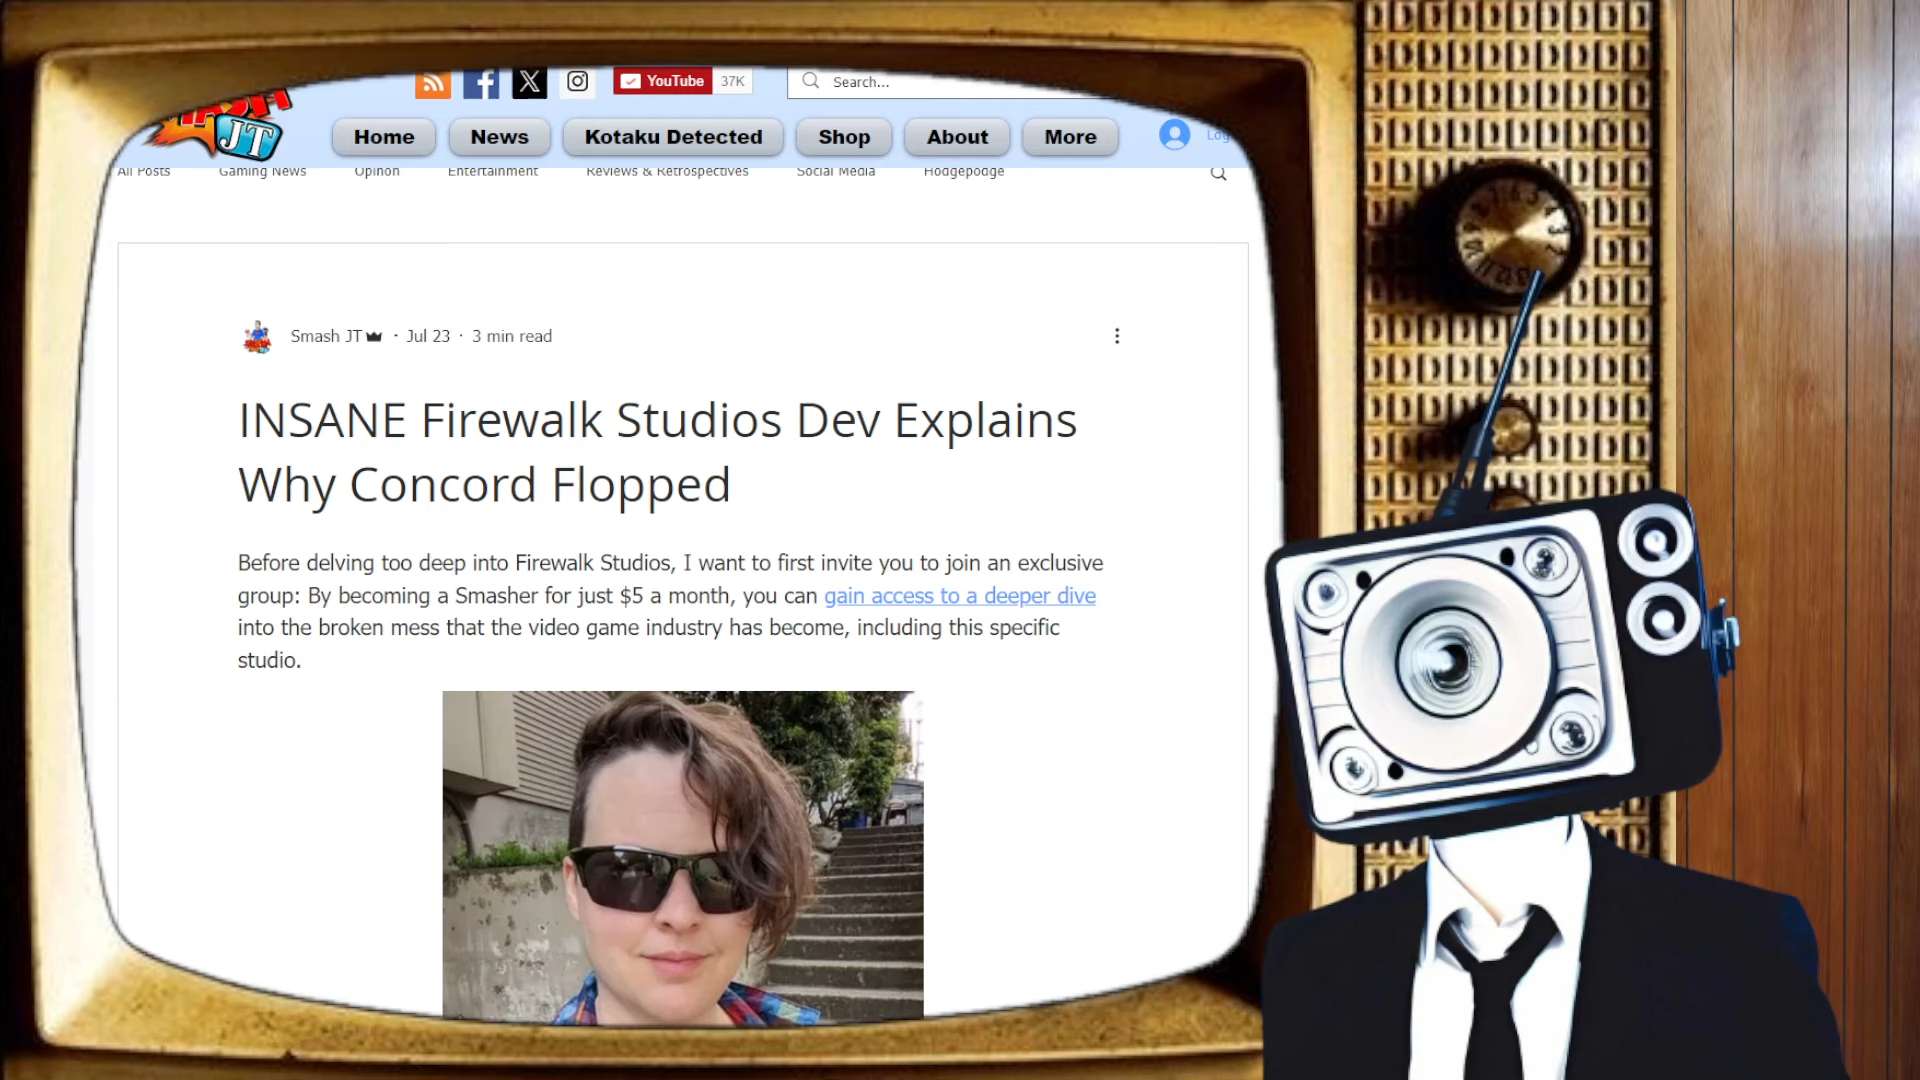 YouTube 37K
Search...
JT
Home News Kotaku Detected Shop About More
All Posts Gaming News Opinon Entertainment Reviews & Retrospectives Social Media Hodgepodge
Smash JT · Jul 23 · 3 min read
INSANE Firewalk Studios Dev Explains
Why Concord Flopped
Before delving too deep into Firewalk Studios, I want to first invite you to join an exclusive
group: By becoming a Smasher for just $5 a month, you can gain access to a deeper dive
into the broken mess that the video game industry has become, including this specific
studio.